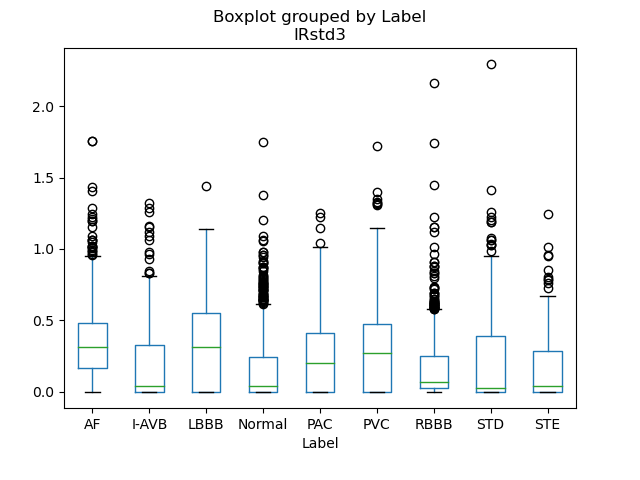 Boxplot grouped by Label
IRstd3
2.0
1.5
1.0
0.5
0.0
AF I-AVB LBBB Normal PAC PVC RBBB STD STE
Label